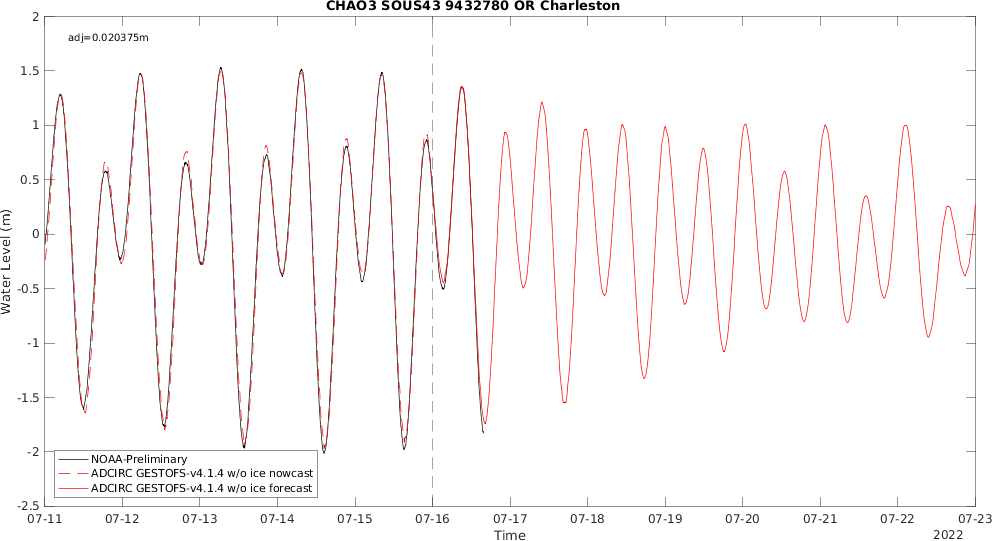 CHAO3 SOUS43 9432780 OR Charleston
adj=0.020375m
2
1.5
1
0.5
0
-0.5
-1
-1.5
-2
-2.5
Water Level (m)
NOAA-Preliminary
ADCIRC GESTOFS-v4.1.4 w/o ice nowcast
ADCIRC GESTOFS-v4.1.4 w/o ice forecast
07-11 07-12 07-13 07-14 07-15 07-16 07-17 07-18 07-19 07-20 07-21 07-22 07-23
Time
2022